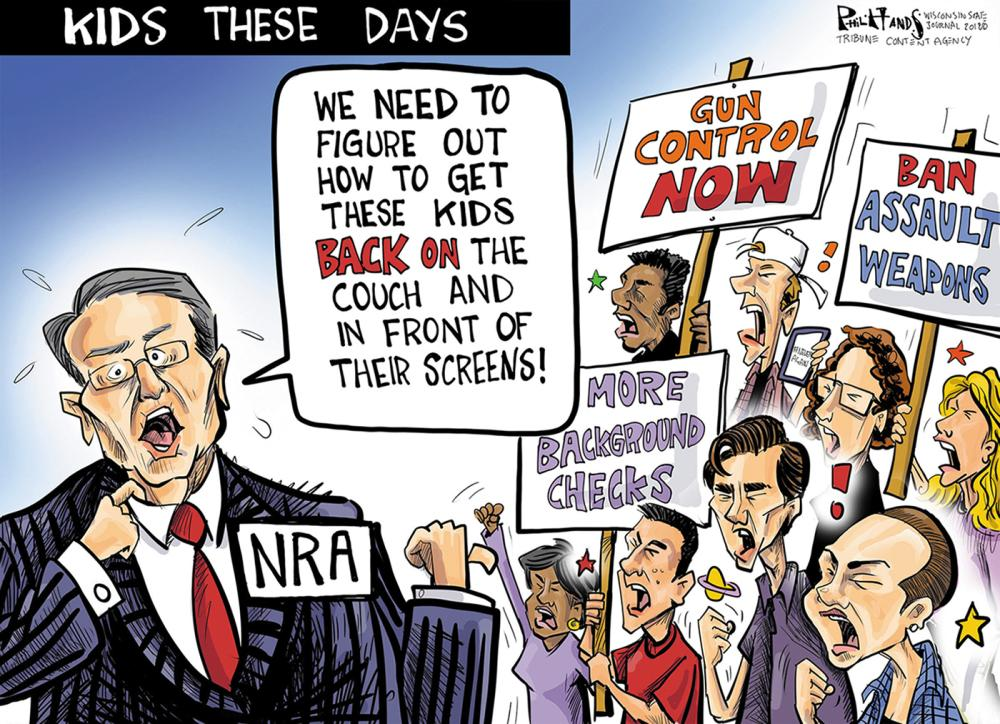 KIDS THESE DAYS
PHIL HANDS WISCONSIN STATE
JOURNAL 2018
TRIBUNE CONTENT AGENCY
WE NEED TO
FIGURE OUT
HOW TO GET
THESE KIDS
BACK ON THE
COUCH AND
IN FRONT OF
THEIR SCREENS!
GUN
CONTROL
NOW
BAN
ASSAULT
WEAPONS
MORE
BACKGROUND
CHECKS
!
!
NRA